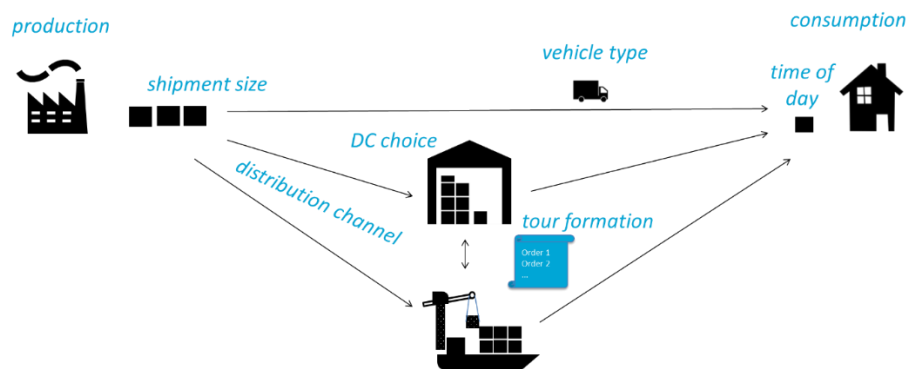 production
consumption
vehicle type
shipment size
time of
day
DC choice
distribution channel
tour formation
Order 1
Order 2
...